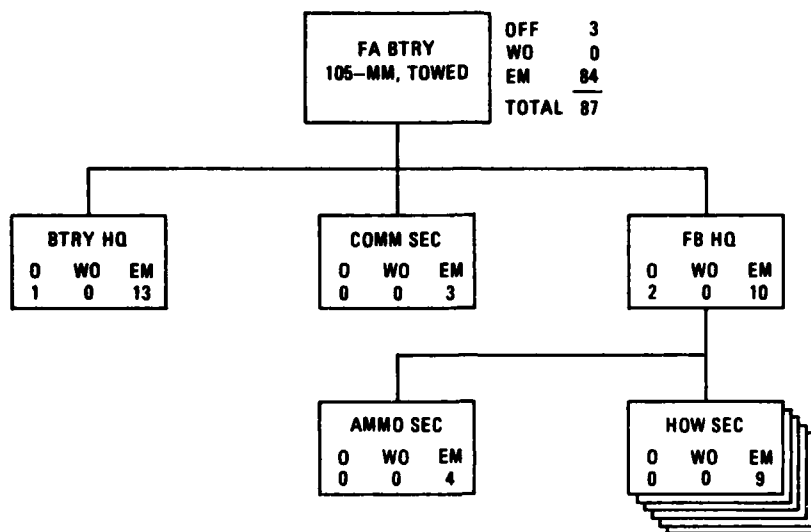 FA BTRY
105-MM, TOWED
OFF 3
WO 0
EM 84
TOTAL 87
BTRY HQ
O WO EM
1 0 13
COMM SEC
O WO EM
0 0 3
FB HQ
O WO EM
2 0 10
AMMO SEC
O WO EM
0 0 4
HOW SEC
O WO EM
0 0 9